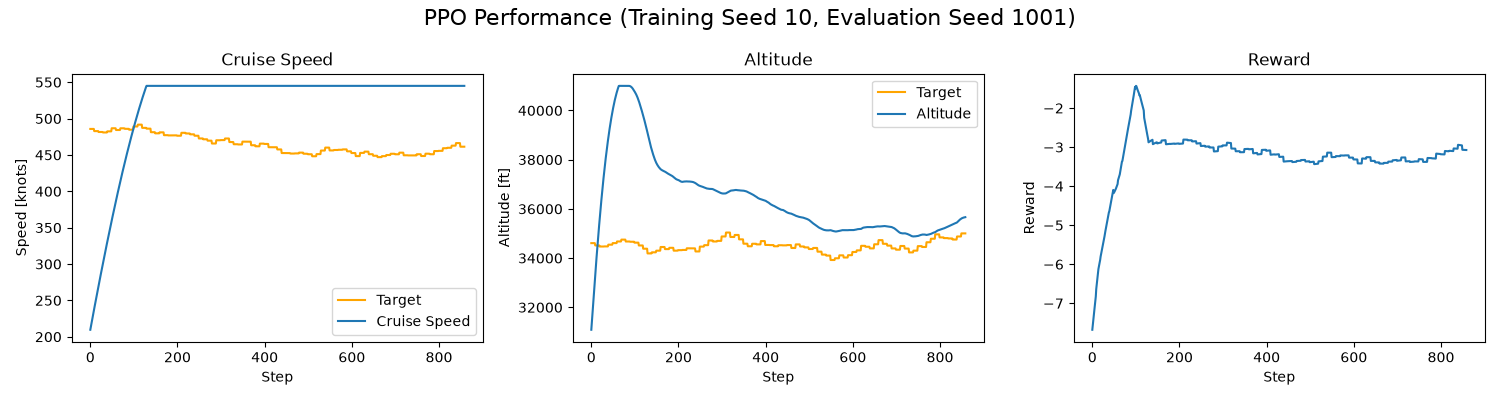 PPO Performance (Training Seed 10, Evaluation Seed 1001)
Cruise Speed
550
500
450
400
350
300
250
200
Speed [knots]
Target
Cruise Speed
0 200 400 600 800
Step
Altitude
40000
38000
36000
34000
32000
Altitude [ft]
Target
Altitude
0 200 400 600 800
Step
Reward
−2
−3
−4
−5
−6
−7
Reward
0 200 400 600 800
Step